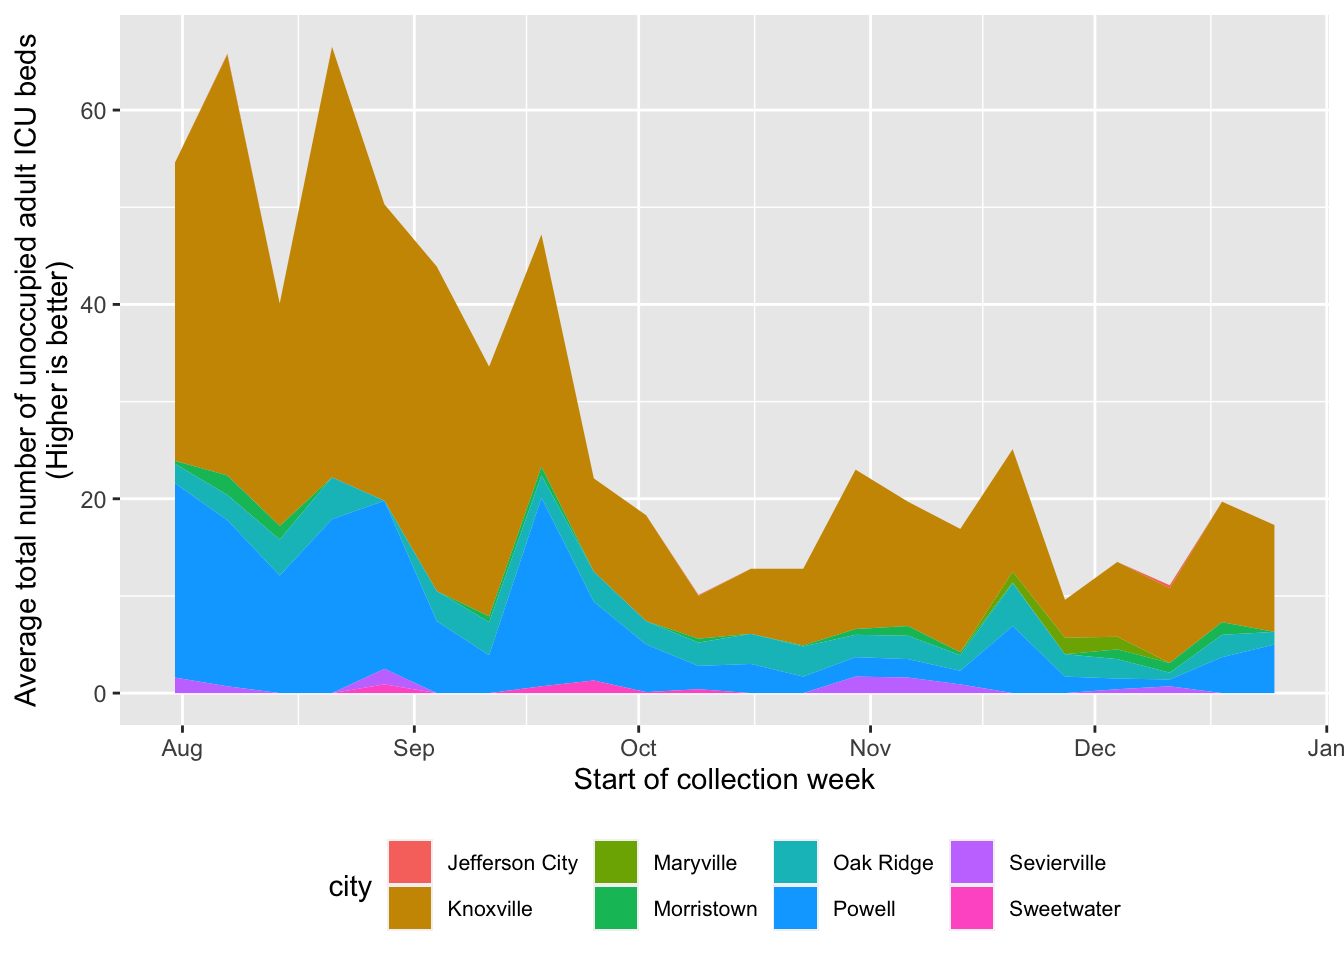 Average total number of unoccupied adult ICU beds
(Higher is better)
60
40
20
0
Aug Sep Oct Nov Dec Jan
Start of collection week
city
Jefferson City Maryville Oak Ridge Sevierville
Knoxville Morristown Powell Sweetwater